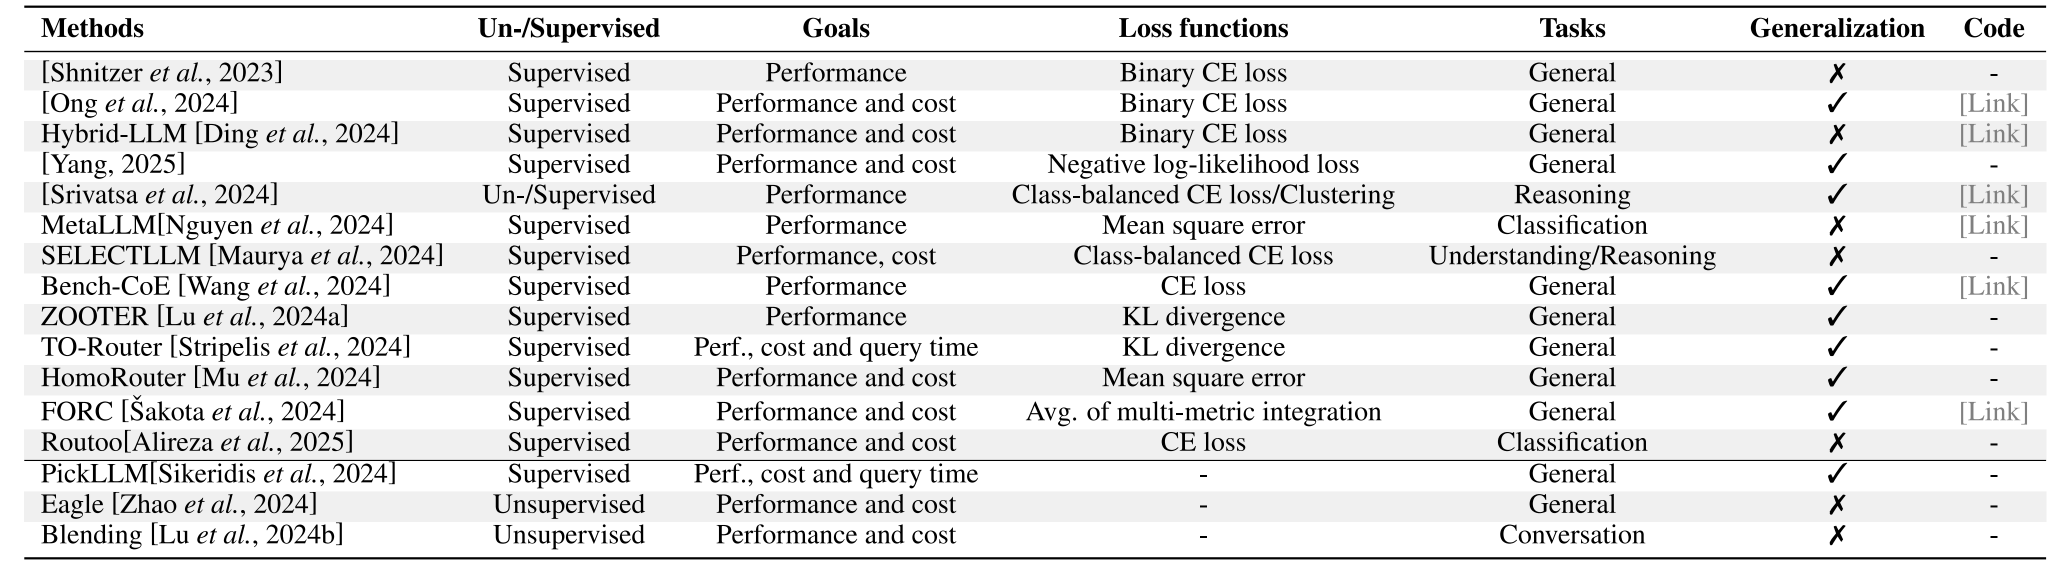 Methods Un-/Supervised Goals Loss functions Tasks Generalization Code
[Shnitzer et al., 2023] Supervised Performance Binary CE loss General ✗ -
[Ong et al., 2024] Supervised Performance and cost Binary CE loss General ✓ [Link]
Hybrid-LLM [Ding et al., 2024] Supervised Performance and cost Binary CE loss General ✗ [Link]
[Yang, 2025] Supervised Performance and cost Negative log-likelihood loss General ✓ -
[Srivatsa et al., 2024] Un-/Supervised Performance Class-balanced CE loss/Clustering Reasoning ✓ [Link]
MetaLLM[Nguyen et al., 2024] Supervised Performance Mean square error Classification ✗ [Link]
SELECTLLM [Maurya et al., 2024] Supervised Performance, cost Class-balanced CE loss Understanding/Reasoning ✗ -
Bench-CoE [Wang et al., 2024] Supervised Performance CE loss General ✓ [Link]
ZOOTER [Lu et al., 2024a] Supervised Performance KL divergence General ✓ -
TO-Router [Stripelis et al., 2024] Supervised Perf., cost and query time KL divergence General ✓ -
HomoRouter [Mu et al., 2024] Supervised Performance and cost Mean square error General ✓ -
FORC [Šakota et al., 2024] Supervised Performance and cost Avg. of multi-metric integration General ✓ [Link]
Routoo[Alireza et al., 2025] Supervised Performance and cost CE loss Classification ✗ -
PickLLM[Sikeridis et al., 2024] Supervised Perf., cost and query time - General ✓ -
Eagle [Zhao et al., 2024] Unsupervised Performance and cost - General ✗ -
Blending [Lu et al., 2024b] Unsupervised Performance and cost - Conversation ✗ -